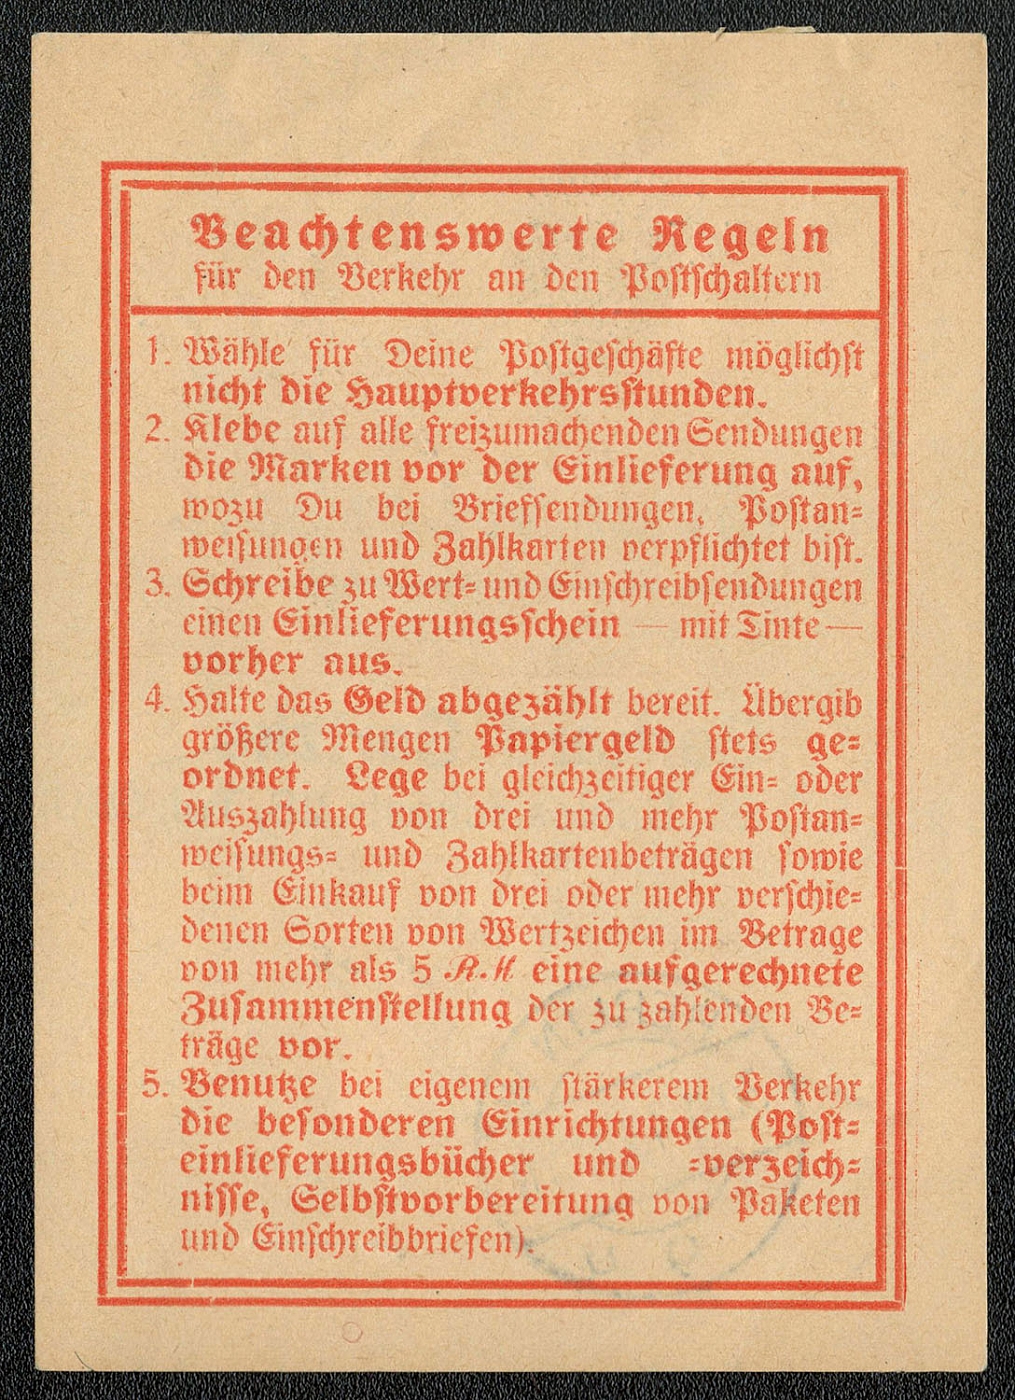 Beachtenswerte Regeln
für den Verkehr an den Postschaltern
1. Wähle für Deine Postgeschäfte möglichst
nicht die Hauptverkehrsstunden.
2. Klebe auf alle freizumachenden Sendungen
die Marken vor der Einlieferung auf,
wozu Du bei Briefsendungen, Postan-
weisungen und Zahlkarten verpflichtet bist.
3. Schreibe zu Wert- und Einschreibsendungen
einen Einlieferungsschein — mit Tinte —
vorher aus.
4. Halte das Geld abgezählt bereit. Übergib
größere Mengen Papiergeld stets ge-
ordnet. Lege bei gleichzeitiger Ein- oder
Auszahlung von drei und mehr Postan-
weisungs- und Zahlkartenbeträgen sowie
beim Einkauf von drei oder mehr verschie-
denen Sorten von Wertzeichen im Betrage
von mehr als 5 R.M eine aufgerechnete
Zusammenstellung der zu zahlenden Be-
träge vor.
5. Benutze bei eigenem stärkerem Verkehr
die besonderen Einrichtungen (Post-
einlieferungsbücher und -verzeich-
nisse, Selbstvorbereitung von Paketen
und Einschreibbriefen).